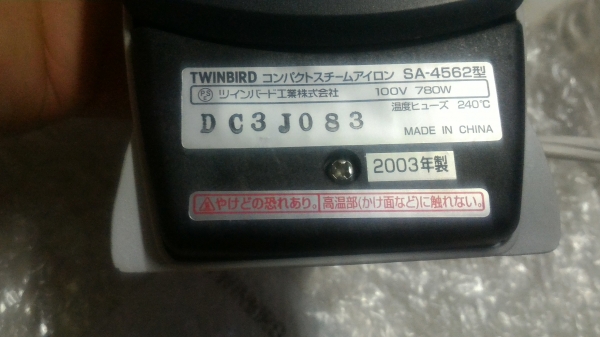 TWINBIRD コンパクトスチームアイロン SA-4562型
ツインバード工業株式会社 100V 780W
温度ヒューズ 240℃
DC3J083
MADE IN CHINA
2003年製
やけどの恐れあり。高温部(かけ面など)に触れない。